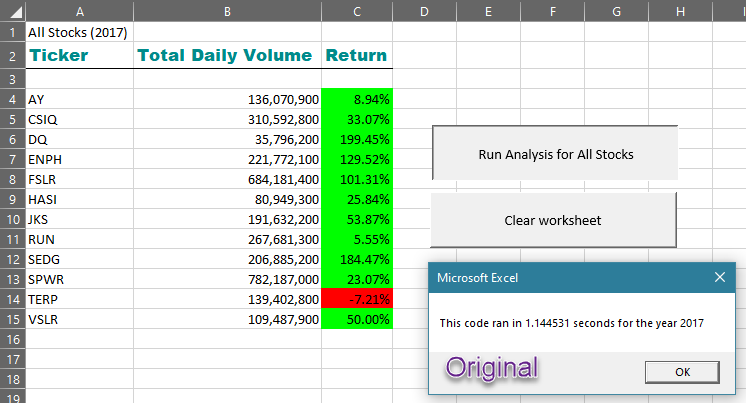 A B C D E F G H I
1 All Stocks (2017)
2 Ticker Total Daily Volume Return
3
4 AY 136,070,900 8.94%
5 CSIQ 310,592,800 33.07%
6 DQ 35,796,200 199.45%
7 ENPH 221,772,100 129.52%
8 FSLR 684,181,400 101.31%
9 HASI 80,949,300 25.84%
10 JKS 191,632,200 53.87%
11 RUN 267,681,300 5.55%
12 SEDG 206,885,200 184.47%
13 SPWR 782,187,000 23.07%
14 TERP 139,402,800 -7.21%
15 VSLR 109,487,900 50.00%
16
17
18
19
Run Analysis for All Stocks
Clear worksheet
Microsoft Excel
This code ran in 1.144531 seconds for the year 2017
Original
OK